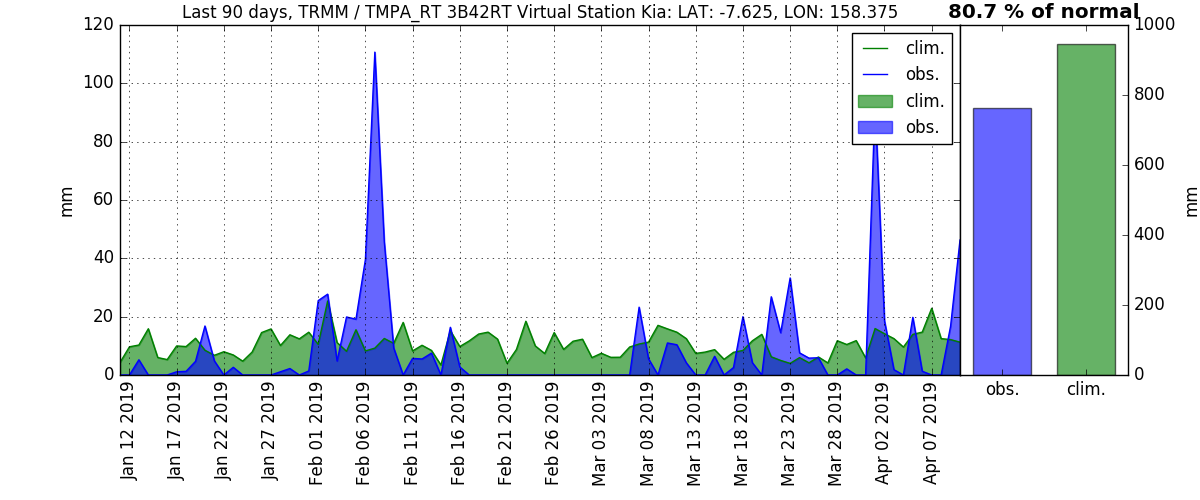 Last 90 days, TRMM / TMPA_RT 3B42RT Virtual Station Kia: LAT: -7.625, LON: 158.375
80.7 % of normal
120
100
80
60
40
20
0
mm
clim.
obs.
clim.
obs.
1000
800
600
400
200
0
mm
Jan 12 2019
Jan 17 2019
Jan 22 2019
Jan 27 2019
Feb 01 2019
Feb 06 2019
Feb 11 2019
Feb 16 2019
Feb 21 2019
Feb 26 2019
Mar 03 2019
Mar 08 2019
Mar 13 2019
Mar 18 2019
Mar 23 2019
Mar 28 2019
Apr 02 2019
Apr 07 2019
obs.
clim.